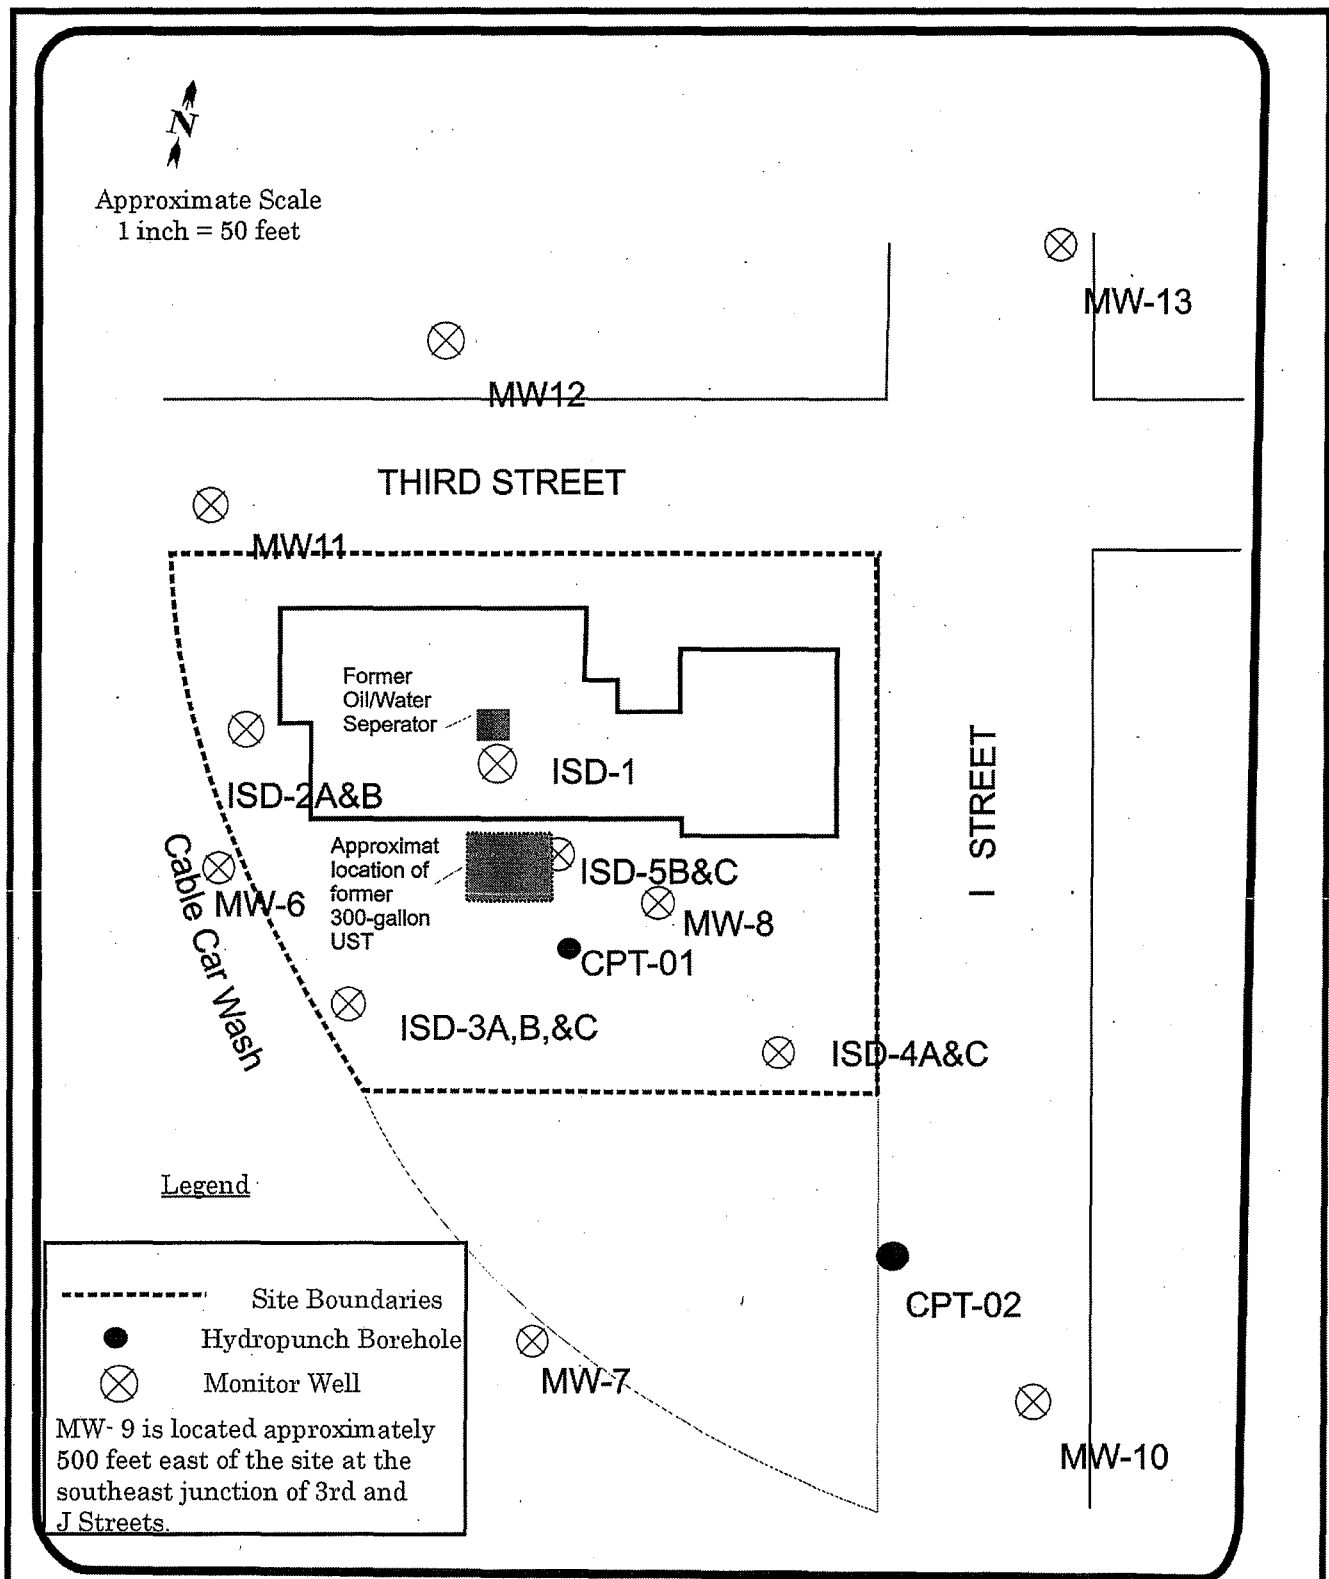 N
Approximate Scale
1 inch = 50 feet
MW-13
MW12
THIRD STREET
MW11
Former
Oil/Water
Seperator
ISD-1
ISD-2A&B
I STREET
Approximat
location of
former
300-gallon
UST
ISD-5B&C
Cable Car Wash
MW-6
MW-8
CPT-01
ISD-3A,B,&C
ISD-4A&C
Legend
Site Boundaries
Hydropunch Borehole
Monitor Well
MW- 9 is located approximately
500 feet east of the site at the
southeast junction of 3rd and
J Streets.
CPT-02
MW-7
MW-10